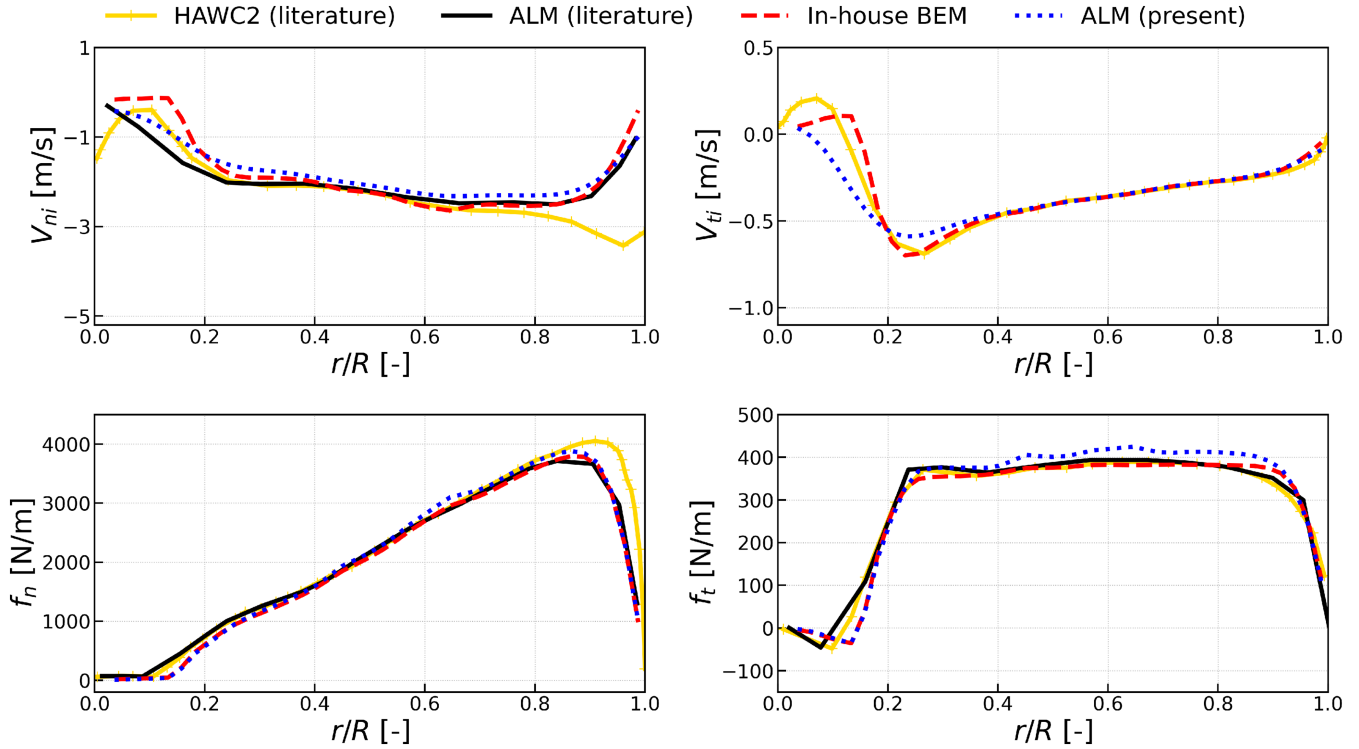 HAWC2 (literature) ALM (literature) In-house BEM ALM (present)
1
−1
−3
−5
V_ni [m/s]
0.0 0.2 0.4 0.6 0.8 1.0
r/R [-]
0.5
0.0
−0.5
−1.0
V_ti [m/s]
0.0 0.2 0.4 0.6 0.8 1.0
r/R [-]
4000
3000
2000
1000
0
f_n [N/m]
0.0 0.2 0.4 0.6 0.8 1.0
r/R [-]
500
400
300
200
100
0
−100
f_t [N/m]
0.0 0.2 0.4 0.6 0.8 1.0
r/R [-]